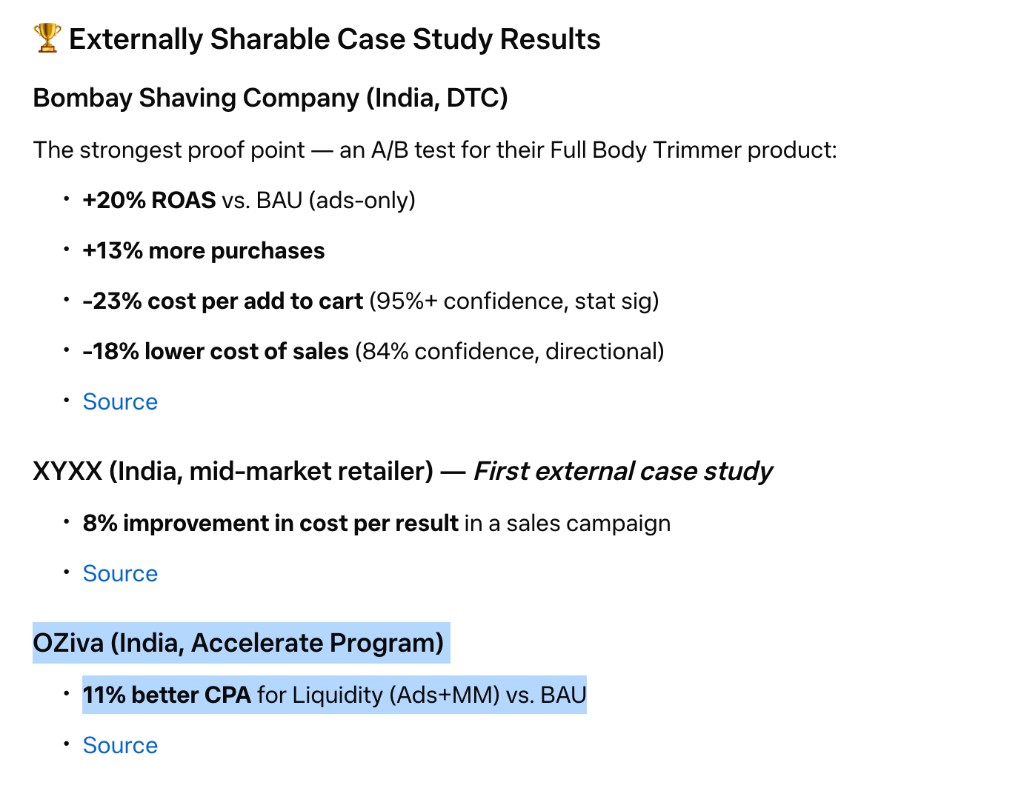 🏆 Externally Sharable Case Study Results
Bombay Shaving Company (India, DTC)
The strongest proof point — an A/B test for their Full Body Trimmer product:
• +20% ROAS vs. BAU (ads-only)
• +13% more purchases
• -23% cost per add to cart (95%+ confidence, stat sig)
• -18% lower cost of sales (84% confidence, directional)
• Source
XYXX (India, mid-market retailer) — First external case study
• 8% improvement in cost per result in a sales campaign
• Source
OZiva (India, Accelerate Program)
• 11% better CPA for Liquidity (Ads+MM) vs. BAU
• Source